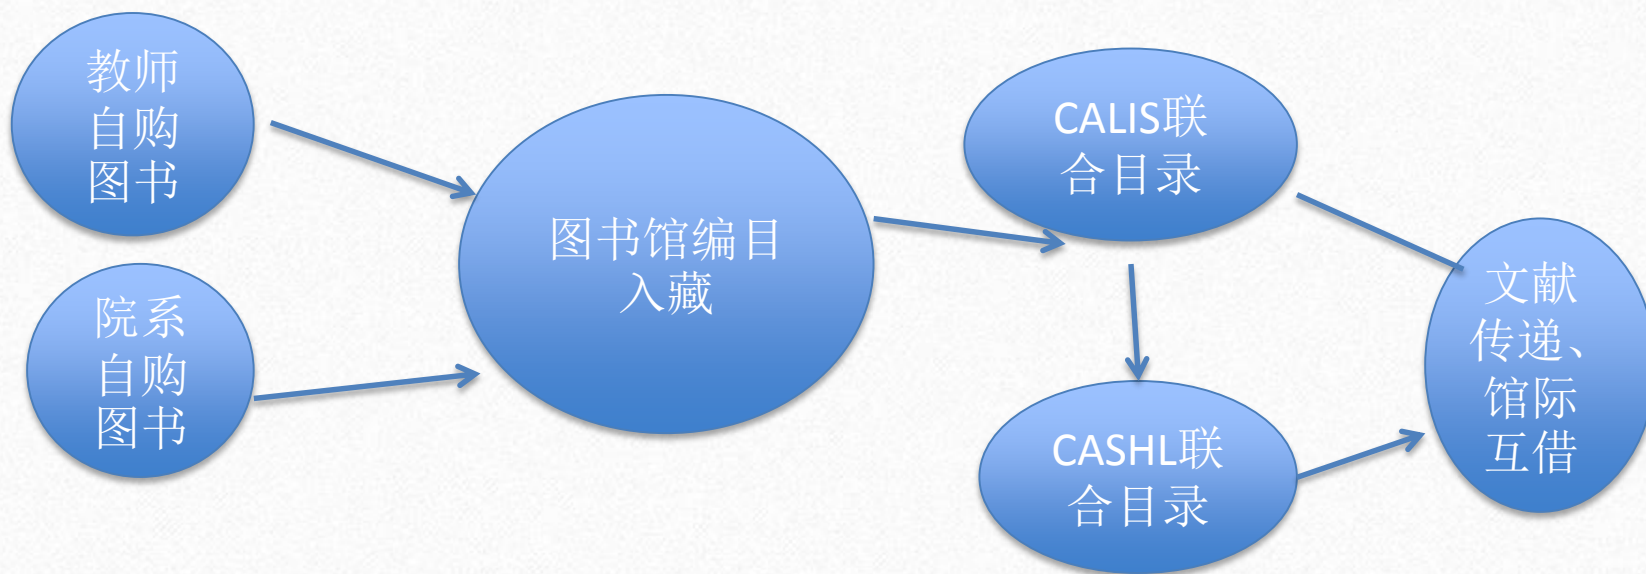 教师
自购
图书
院系
自购
图书
图书馆编目
入藏
CALIS联
合目录
CASHL联
合目录
文献
传递、
馆际
互借